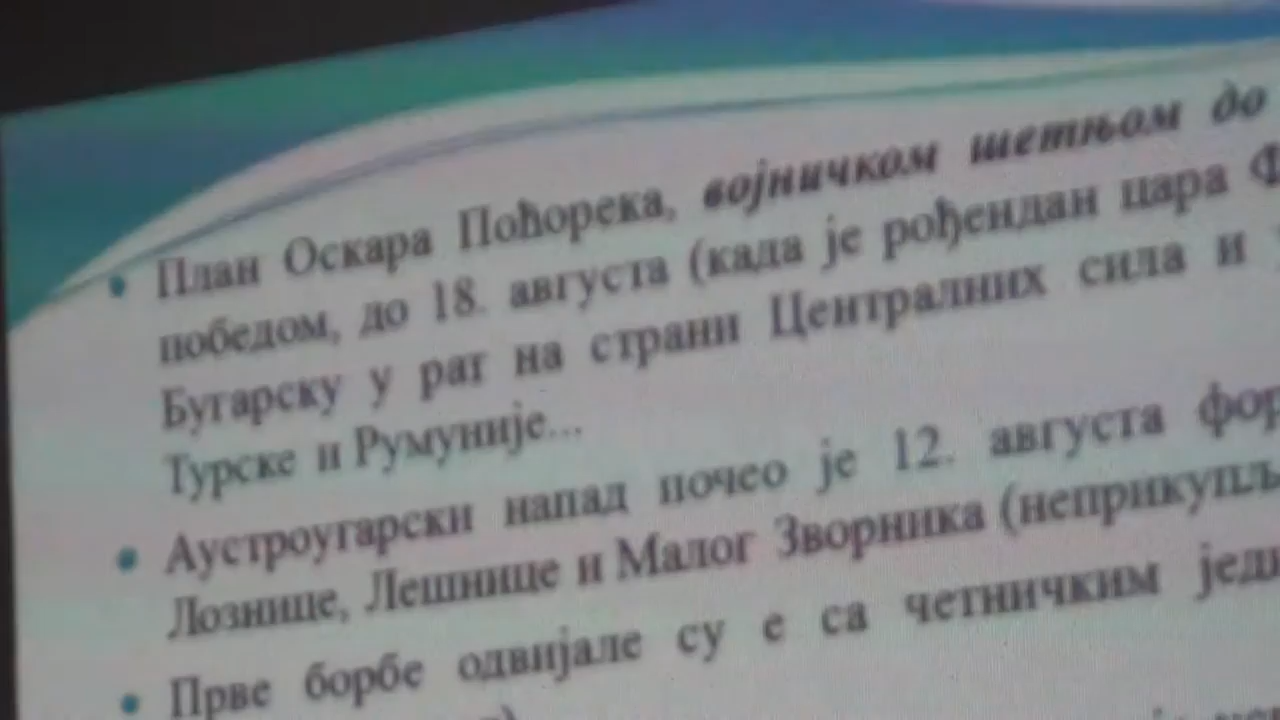 План Оскара Поћорека, војничком шетњом до
победом, до 18. августа (када је рођендан цара
Бугарску у рат на страни Централних сила и
Турске и Румуније...
Аустроугарски напад почео је 12. августа
Лознице, Лешнице и Малог Зворника
Прве борбе одвијале су е са четничким